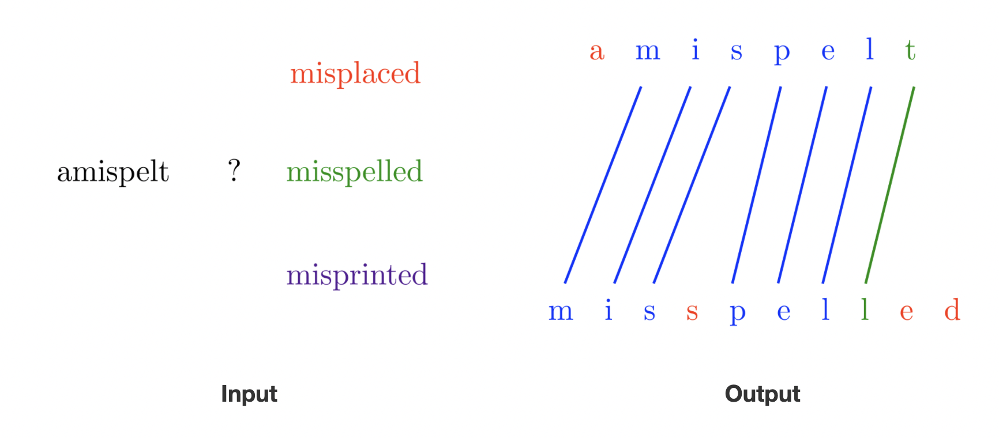 misplaced
amispelt ? misspelled
misprinted
Input
a m i s p e l t
m i s s p e l l e d
Output